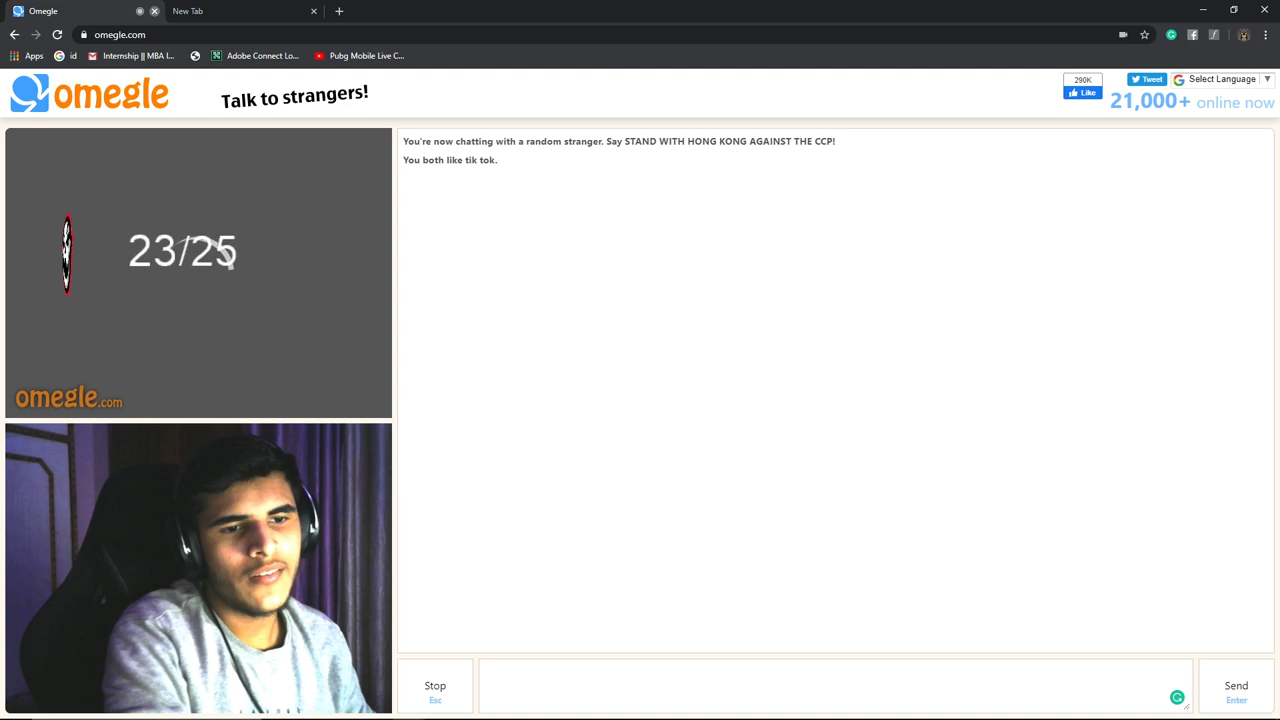 Omegle
New Tab
omegle.com
Apps
id
Internship || MBA I...
Adobe Connect Lo...
Pubg Mobile Live C...
omegle
Talk to strangers!
290K
Like
Tweet
Select Language
21,000+ online now
23/25
omegle.com
You're now chatting with a random stranger. Say STAND WITH HONG KONG AGAINST THE CCP!
You both like tik tok.
Stop
Esc
Send
Enter